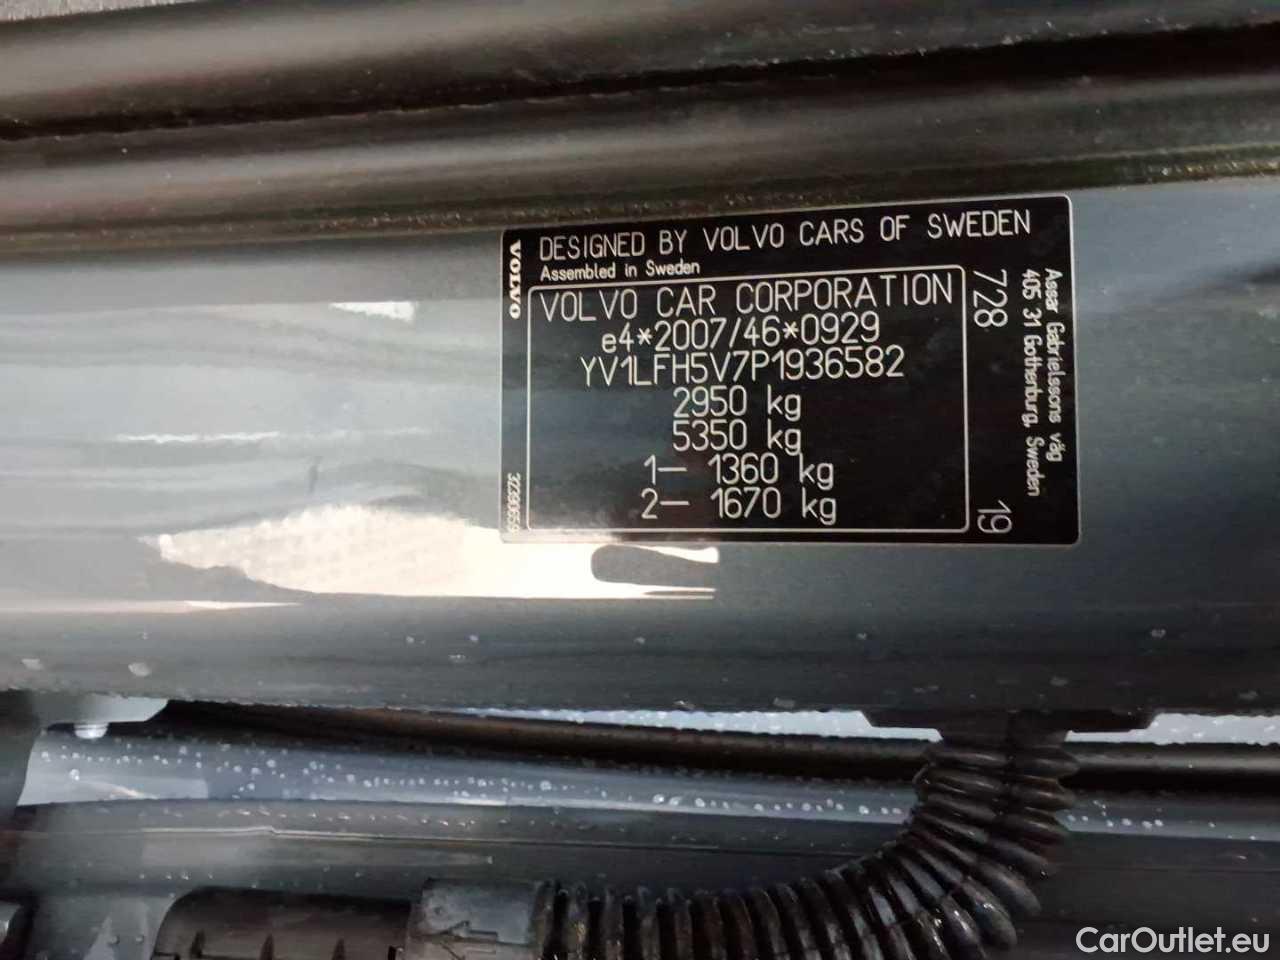 VOLVO
DESIGNED BY VOLVO CARS OF SWEDEN
Assembled in Sweden
VOLVO CAR CORPORATION
e4*2007/46*0929
YV1LFH5V7P1936582
2950 kg
5350 kg
1– 1360 kg
2– 1670 kg
728
19
Assar Gabrielssons väg
405 31 Gothenburg, Sweden
32390659
CarOutlet.eu